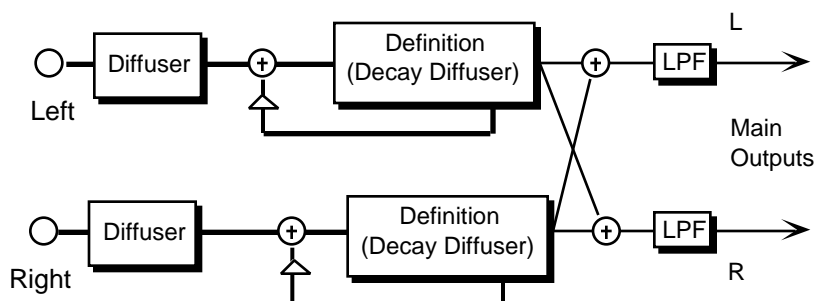 L
Diffuser
Definition
(Decay Diffuser)
LPF
Left
Main
Outputs
Diffuser
Definition
(Decay Diffuser)
LPF
Right
R